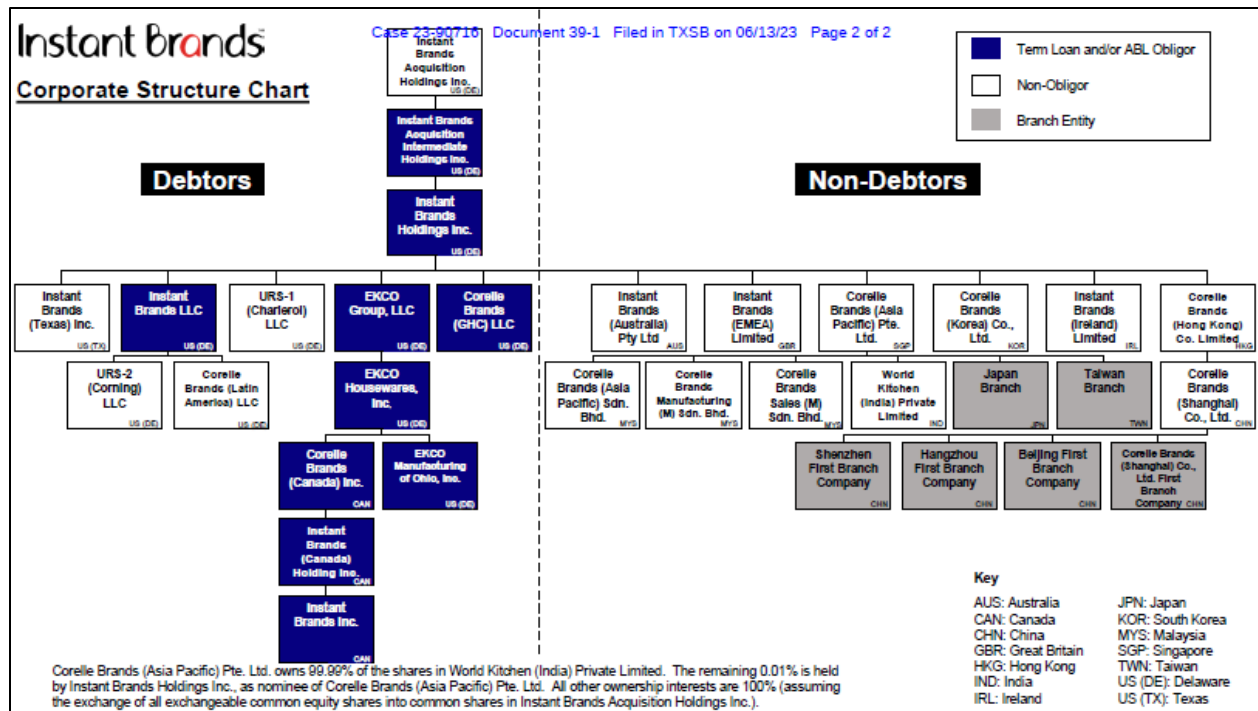 Instant Brands
Corporate Structure Chart
Case 23-90716 Document 39-1 Filed in TXSB on 06/13/23 Page 2 of 2
Instant
Brands
Acquisition
Holdings Inc.
US (DE)
Term Loan and/or ABL Obligor
Non-Obligor
Branch Entity
Instant Brands
Acquisition
Intermediate
Holdings Inc.
US (DE)
Debtors
Non-Debtors
Instant
Brands
Holdings Inc.
US (DE)
Instant
Brands
(Texas) Inc.
US (TX)
Instant
Brands LLC
US (DE)
URS-1
(Charleroi)
LLC
US (DE)
EKCO
Group, LLC
US (DE)
Corelle
Brands
(GHC) LLC
US (DE)
Instant
Brands
(Australia)
Pty Ltd
AUS
Instant
Brands
(EMEA)
Limited
GBR
Corelle
Brands (Asia
Pacific) Pte.
Ltd.
SGP
Corelle
Brands
(Korea) Co.,
Ltd.
KOR
Instant
Brands
(Ireland)
Limited
IRL
Corelle
Brands
(Hong Kong)
Co. Limited
HKG
URS-2
(Corning)
LLC
US (DE)
Corelle
Brands (Latin
America) LLC
US (DE)
EKCO
Housewares,
Inc.
US (DE)
Corelle
Brands (Asia
Pacific) Sdn.
Bhd.
MYS
Corelle
Brands
Manufacturing
(M) Sdn. Bhd.
MYS
Corelle
Brands
Sales (M)
Sdn. Bhd.
MYS
World
Kitchen
(India) Private
Limited
IND
Japan
Branch
JPN
Taiwan
Branch
TWN
Corelle
Brands
(Shanghai)
Co., Ltd.
CHN
Corelle
Brands
(Canada) Inc.
CAN
EKCO
Manufacturing
of Ohio, Inc.
US (DE)
Shenzhen
First Branch
Company
CHN
Hangzhou
First Branch
Company
CHN
Beijing First
Branch
Company
CHN
Corelle Brands
(Shanghai) Co.,
Ltd. First
Branch
Company
CHN
Instant
Brands
(Canada)
Holding Inc.
CAN
Instant
Brands Inc.
CAN
Key
AUS: Australia
CAN: Canada
CHN: China
GBR: Great Britain
HKG: Hong Kong
IND: India
IRL: Ireland
JPN: Japan
KOR: South Korea
MYS: Malaysia
SGP: Singapore
TWN: Taiwan
US (DE): Delaware
US (TX): Texas
Corelle Brands (Asia Pacific) Pte. Ltd. owns 99.99% of the shares in World Kitchen (India) Private Limited. The remaining 0.01% is held
by Instant Brands Holdings Inc., as nominee of Corelle Brands (Asia Pacific) Pte. Ltd. All other ownership interests are 100% (assuming
the exchange of all exchangeable common equity shares into common shares in Instant Brands Acquisition Holdings Inc.).